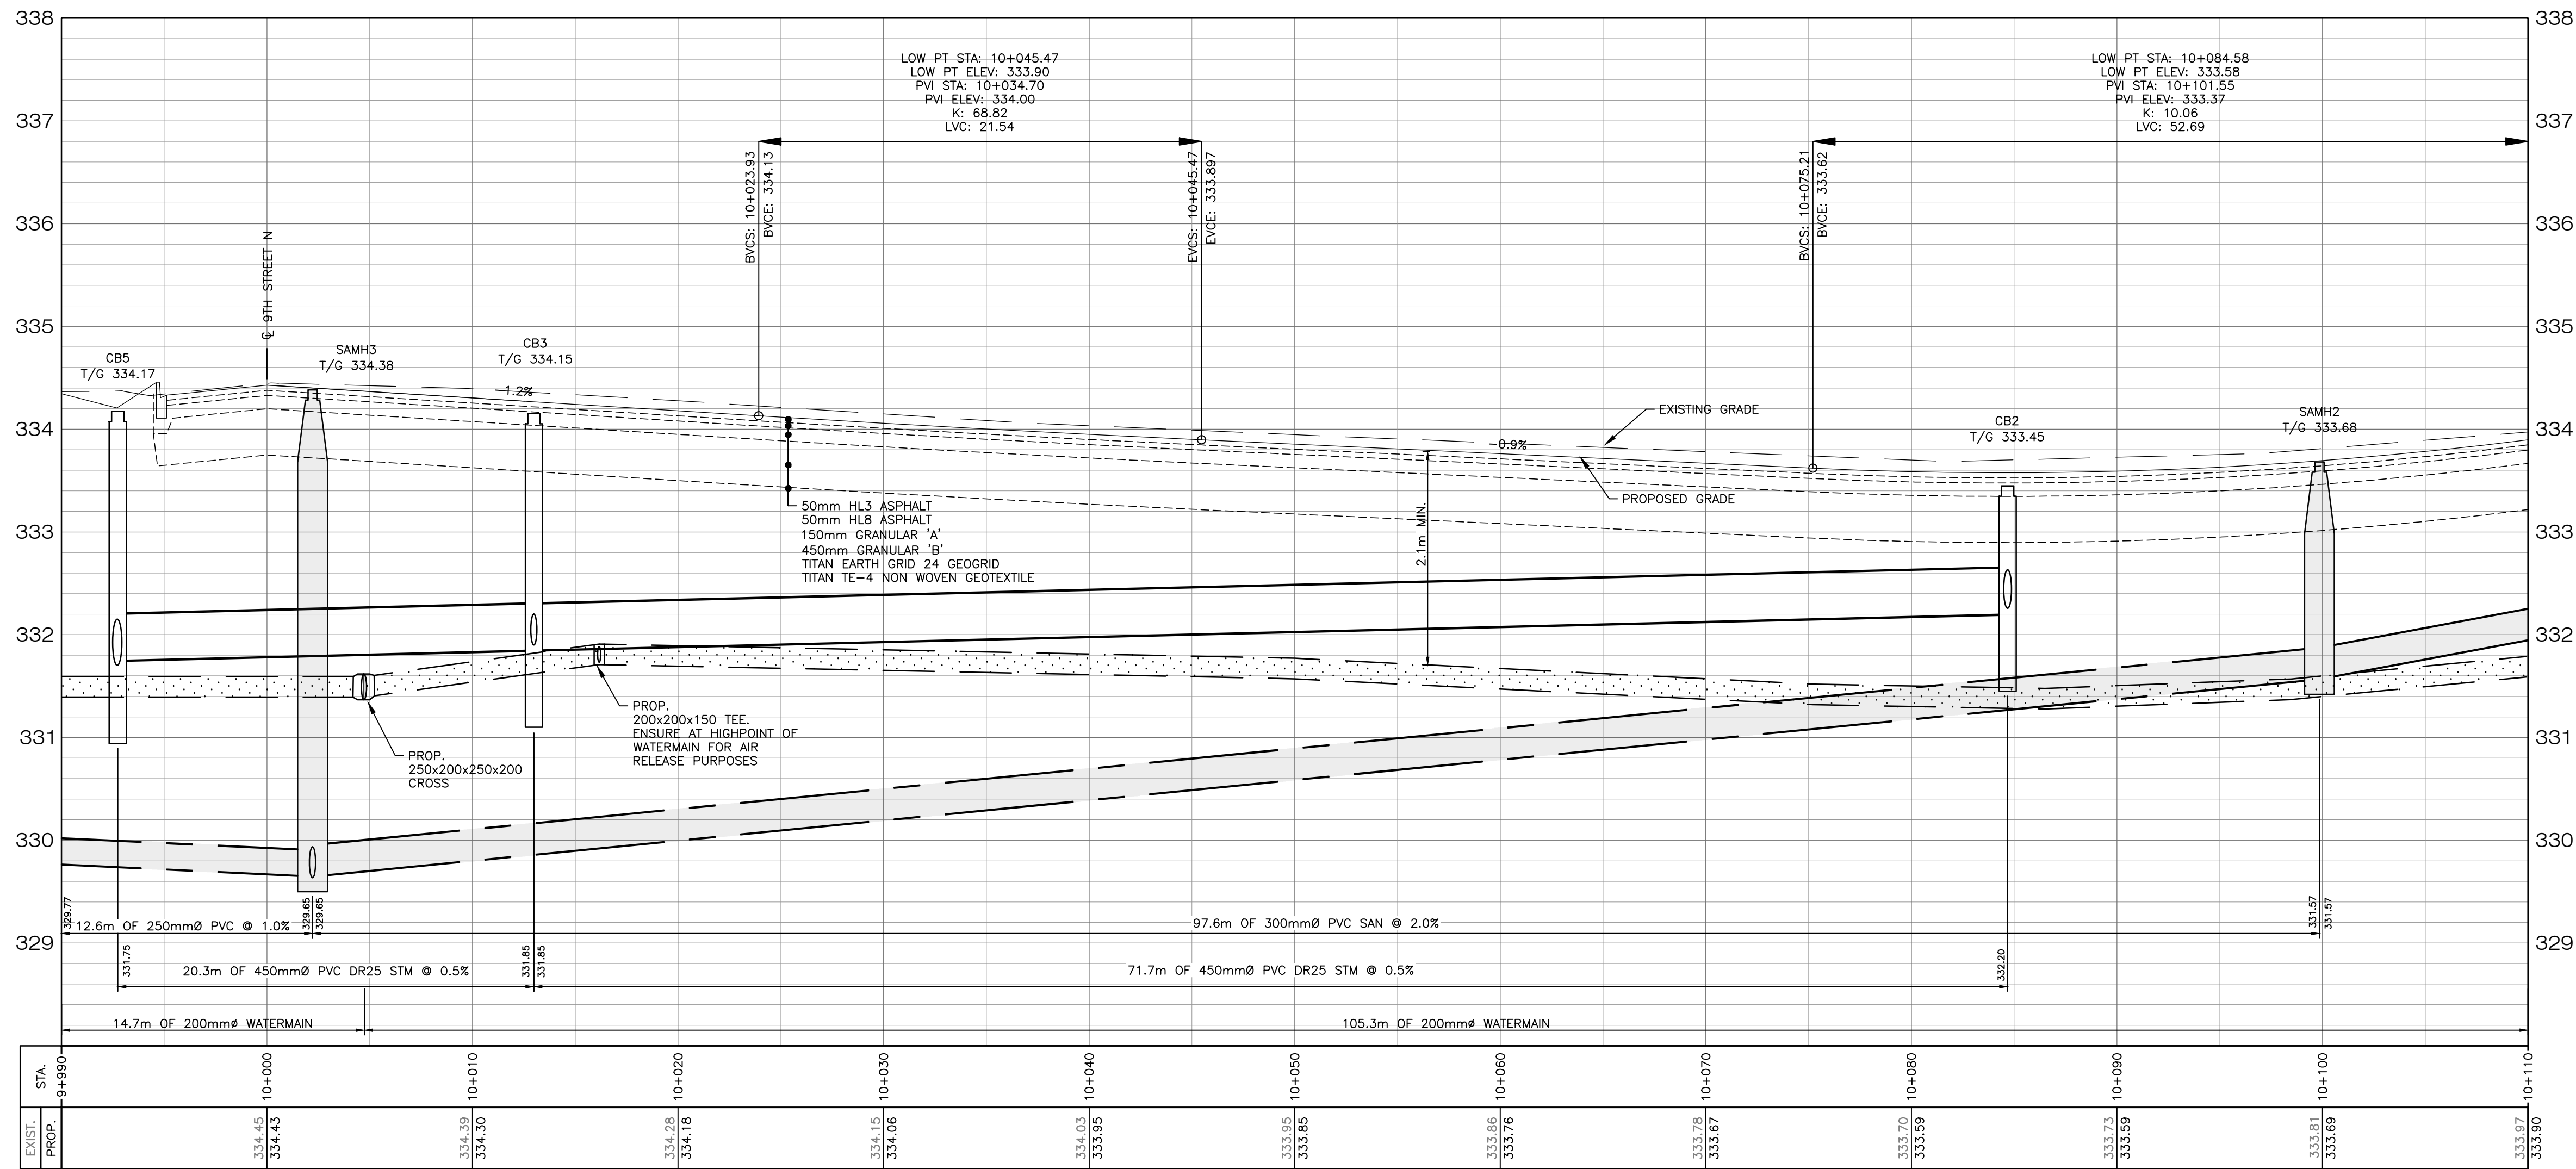 338
338
337
337
336
336
335
335
334
334
333
333
332
332
331
331
330
330
329
329
LOW PT STA: 10+045.47
LOW PT ELEV: 333.90
PVI STA: 10+034.70
PVI ELEV: 334.00
K: 68.82
LVC: 21.54
LOW PT STA: 10+084.58
LOW PT ELEV: 333.58
PVI STA: 10+101.55
PVI ELEV: 333.37
K: 10.06
LVC: 52.69
BVCS: 10+023.93
BVCE: 334.13
EVCS: 10+045.47
EVCE: 333.897
BVCS: 10+075.21
BVCE: 333.62
℄ 9TH STREET N
CB5
T/G 334.17
SAMH3
T/G 334.38
CB3
T/G 334.15
-1.2%
EXISTING GRADE
-0.9%
PROPOSED GRADE
CB2
T/G 333.45
SAMH2
T/G 333.68
50mm HL3 ASPHALT
50mm HL8 ASPHALT
150mm GRANULAR 'A'
450mm GRANULAR 'B'
TITAN EARTH GRID 24 GEOGRID
TITAN TE-4 NON WOVEN GEOTEXTILE
2.1m MIN.
PROP.
200x200x150 TEE.
ENSURE AT HIGHPOINT OF
WATERMAIN FOR AIR
RELEASE PURPOSES
PROP.
250x200x250x200
CROSS
329.77
12.6m OF 250mmØ PVC @ 1.0%
329.65
329.65
97.6m OF 300mmØ PVC SAN @ 2.0%
331.57
331.57
331.75
20.3m OF 450mmØ PVC DR25 STM @ 0.5%
331.85
331.85
71.7m OF 450mmØ PVC DR25 STM @ 0.5%
332.20
14.7m OF 200mmø WATERMAIN
105.3m OF 200mmø WATERMAIN
STA.
9+990
10+000
10+010
10+020
10+030
10+040
10+050
10+060
10+070
10+080
10+090
10+100
10+110
EXIST.
PROP.
334.45
334.43
334.39
334.30
334.28
334.18
334.15
334.06
334.03
333.95
333.95
333.85
333.86
333.76
333.78
333.67
333.70
333.59
333.73
333.59
333.81
333.69
333.97
333.90